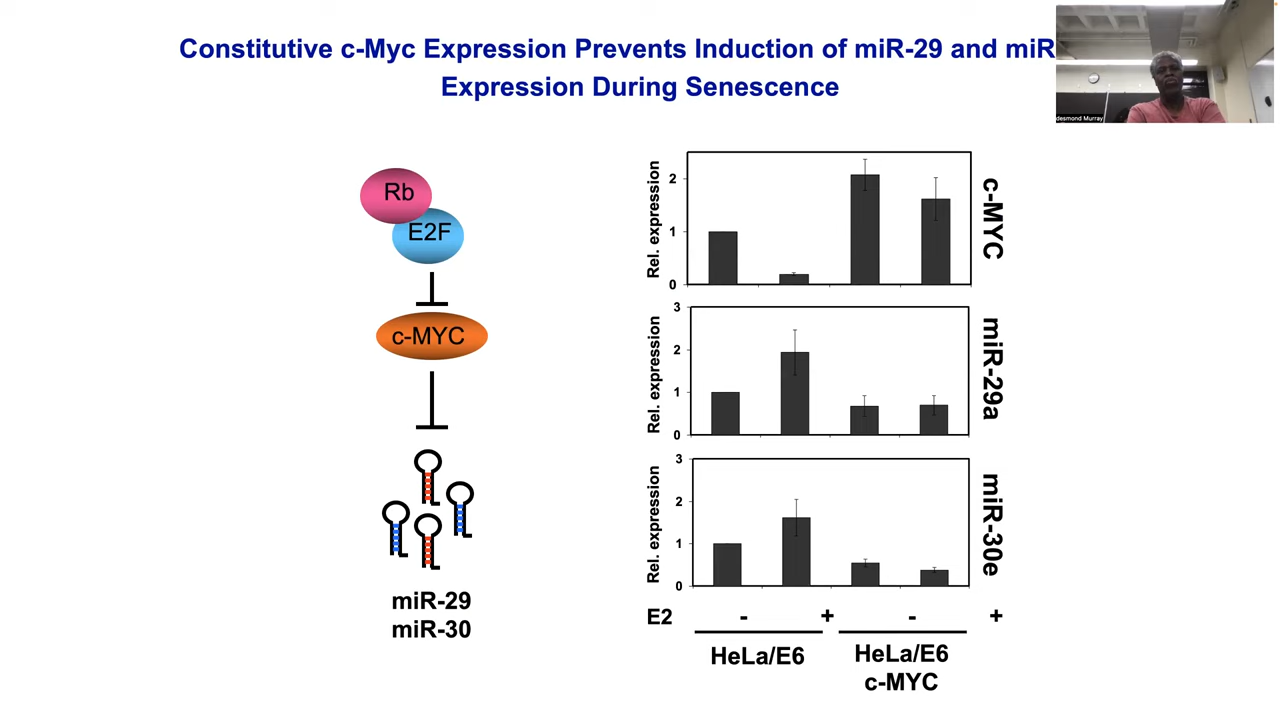 Constitutive c-Myc Expression Prevents Induction of miR-29 and miR
Expression During Senescence
desmond Murray
Rb
E2F
c-MYC
miR-29
miR-30
Rel. expression
2
1
0
c-MYC
Rel. expression
3
2
1
0
miR-29a
Rel. expression
3
2
1
0
miR-30e
E2 - + - +
HeLa/E6
HeLa/E6
c-MYC